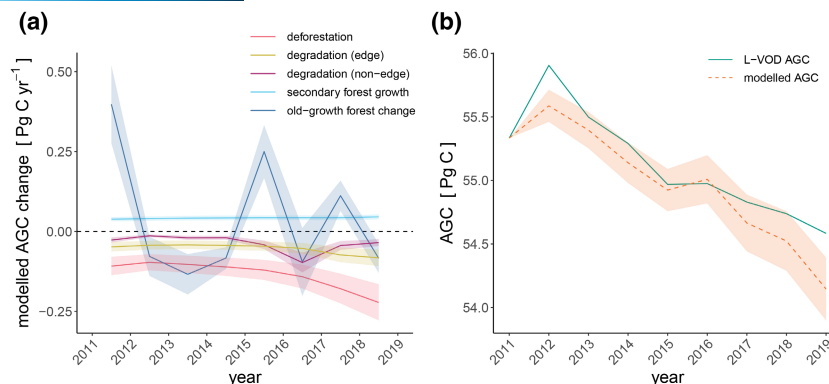 (a)
deforestation
degradation (edge)
degradation (non−edge)
secondary forest growth
old−growth forest change
modelled AGC change [ Pg C yr⁻¹ ]
0.50
0.25
0.00
−0.25
2011 2012 2013 2014 2015 2016 2017 2018 2019
year
(b)
L−VOD AGC
modelled AGC
AGC [ Pg C ]
56.0
55.5
55.0
54.5
54.0
2011 2012 2013 2014 2015 2016 2017 2018 2019
year